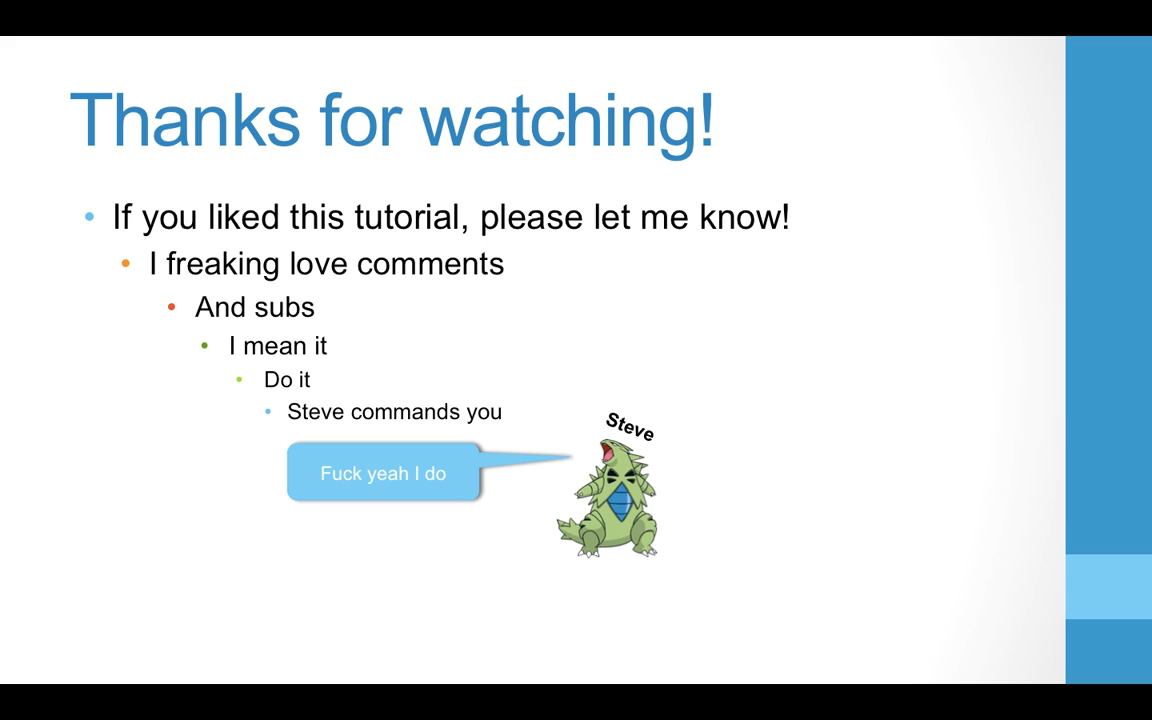 Thanks for watching!
• If you liked this tutorial, please let me know!
• I freaking love comments
• And subs
• I mean it
• Do it
• Steve commands you
Steve
Fuck yeah I do